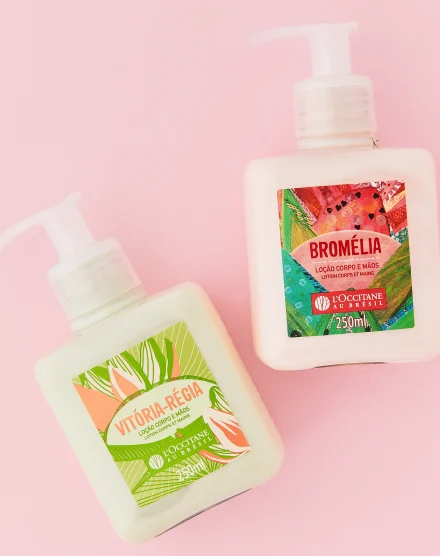 BROMÉLIA
LOÇÃO CORPO E MÃOS
LOTION CORPS ET MAINS
L'OCCITANE
AU BRÉSIL
250ml
VITÓRIA-RÉGIA
LOÇÃO CORPO E MÃOS
LOTION CORPS ET MAINS
L'OCCITANE
AU BRÉSIL
250ml